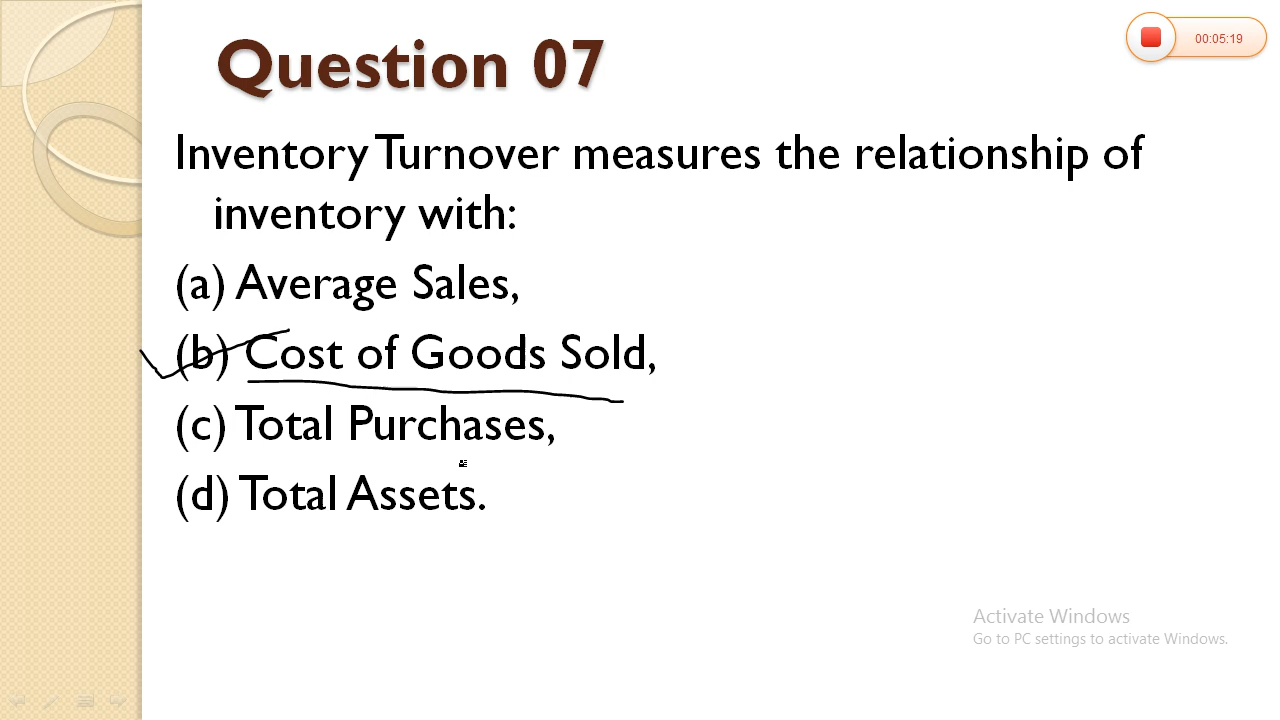 Question 07
00:05:19
Inventory Turnover measures the relationship of
inventory with:
(a) Average Sales,
(b) Cost of Goods Sold,
(c) Total Purchases,
(d) Total Assets.
Activate Windows
Go to PC settings to activate Windows.